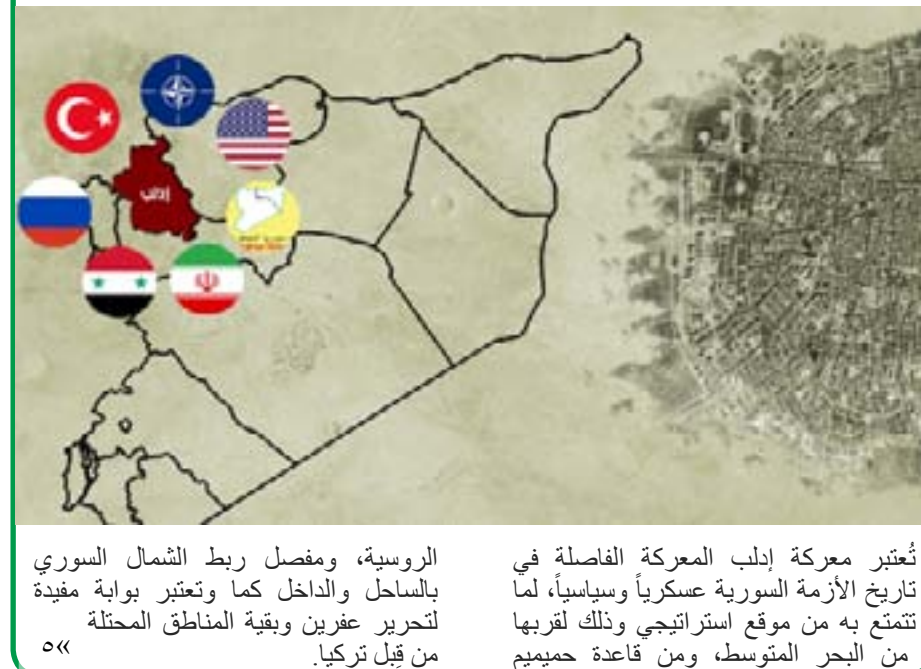 إدلب
تُعتبر معركة إدلب المعركة الفاصلة في
تاريخ الأزمة السورية عسكرياً وسياسياً، لما
تتمتع به من موقع استراتيجي وذلك لقربها
من البحر المتوسط، ومن قاعدة حميميم
الروسية، ومفصل ربط الشمال السوري
بالساحل والداخل كما وتعتبر بوابة مفيدة
لتحرير عفرين وبقية المناطق المحتلة
من قِبل تركيا.
«٥